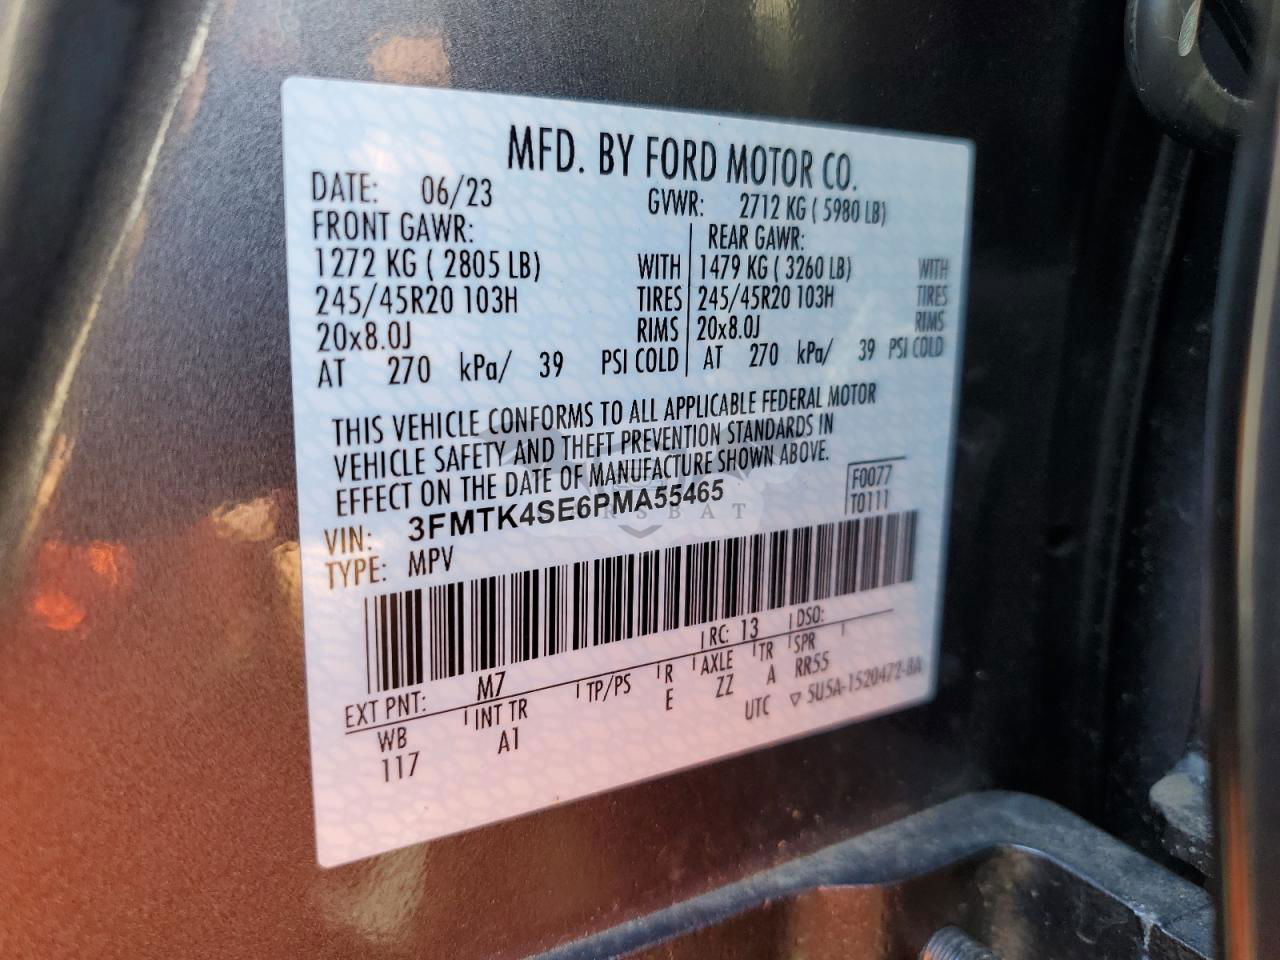 MFD. BY FORD MOTOR CO.
DATE: 06/23 GVWR: 2712 KG ( 5980 LB)
FRONT GAWR: REAR GAWR:
1272 KG ( 2805 LB) WITH 1479 KG ( 3260 LB) WITH
245/45R20 103H TIRES 245/45R20 103H TIRES
20x8.0J RIMS 20x8.0J RIMS
AT 270 kPa/ 39 PSI COLD AT 270 kPa/ 39 PSI COLD
THIS VEHICLE CONFORMS TO ALL APPLICABLE FEDERAL MOTOR
VEHICLE SAFETY AND THEFT PREVENTION STANDARDS IN
EFFECT ON THE DATE OF MANUFACTURE SHOWN ABOVE.
VIN: 3FMTK4SE6PMA55465 F0077
TYPE: MPV T0111
EXT PNT: M7 RC: 13 DSO:
WB INT TR TP/PS R AXLE TR SPR
117 A1 E ZZ A RR55
UTC ▽ SU5A-1520472-BA